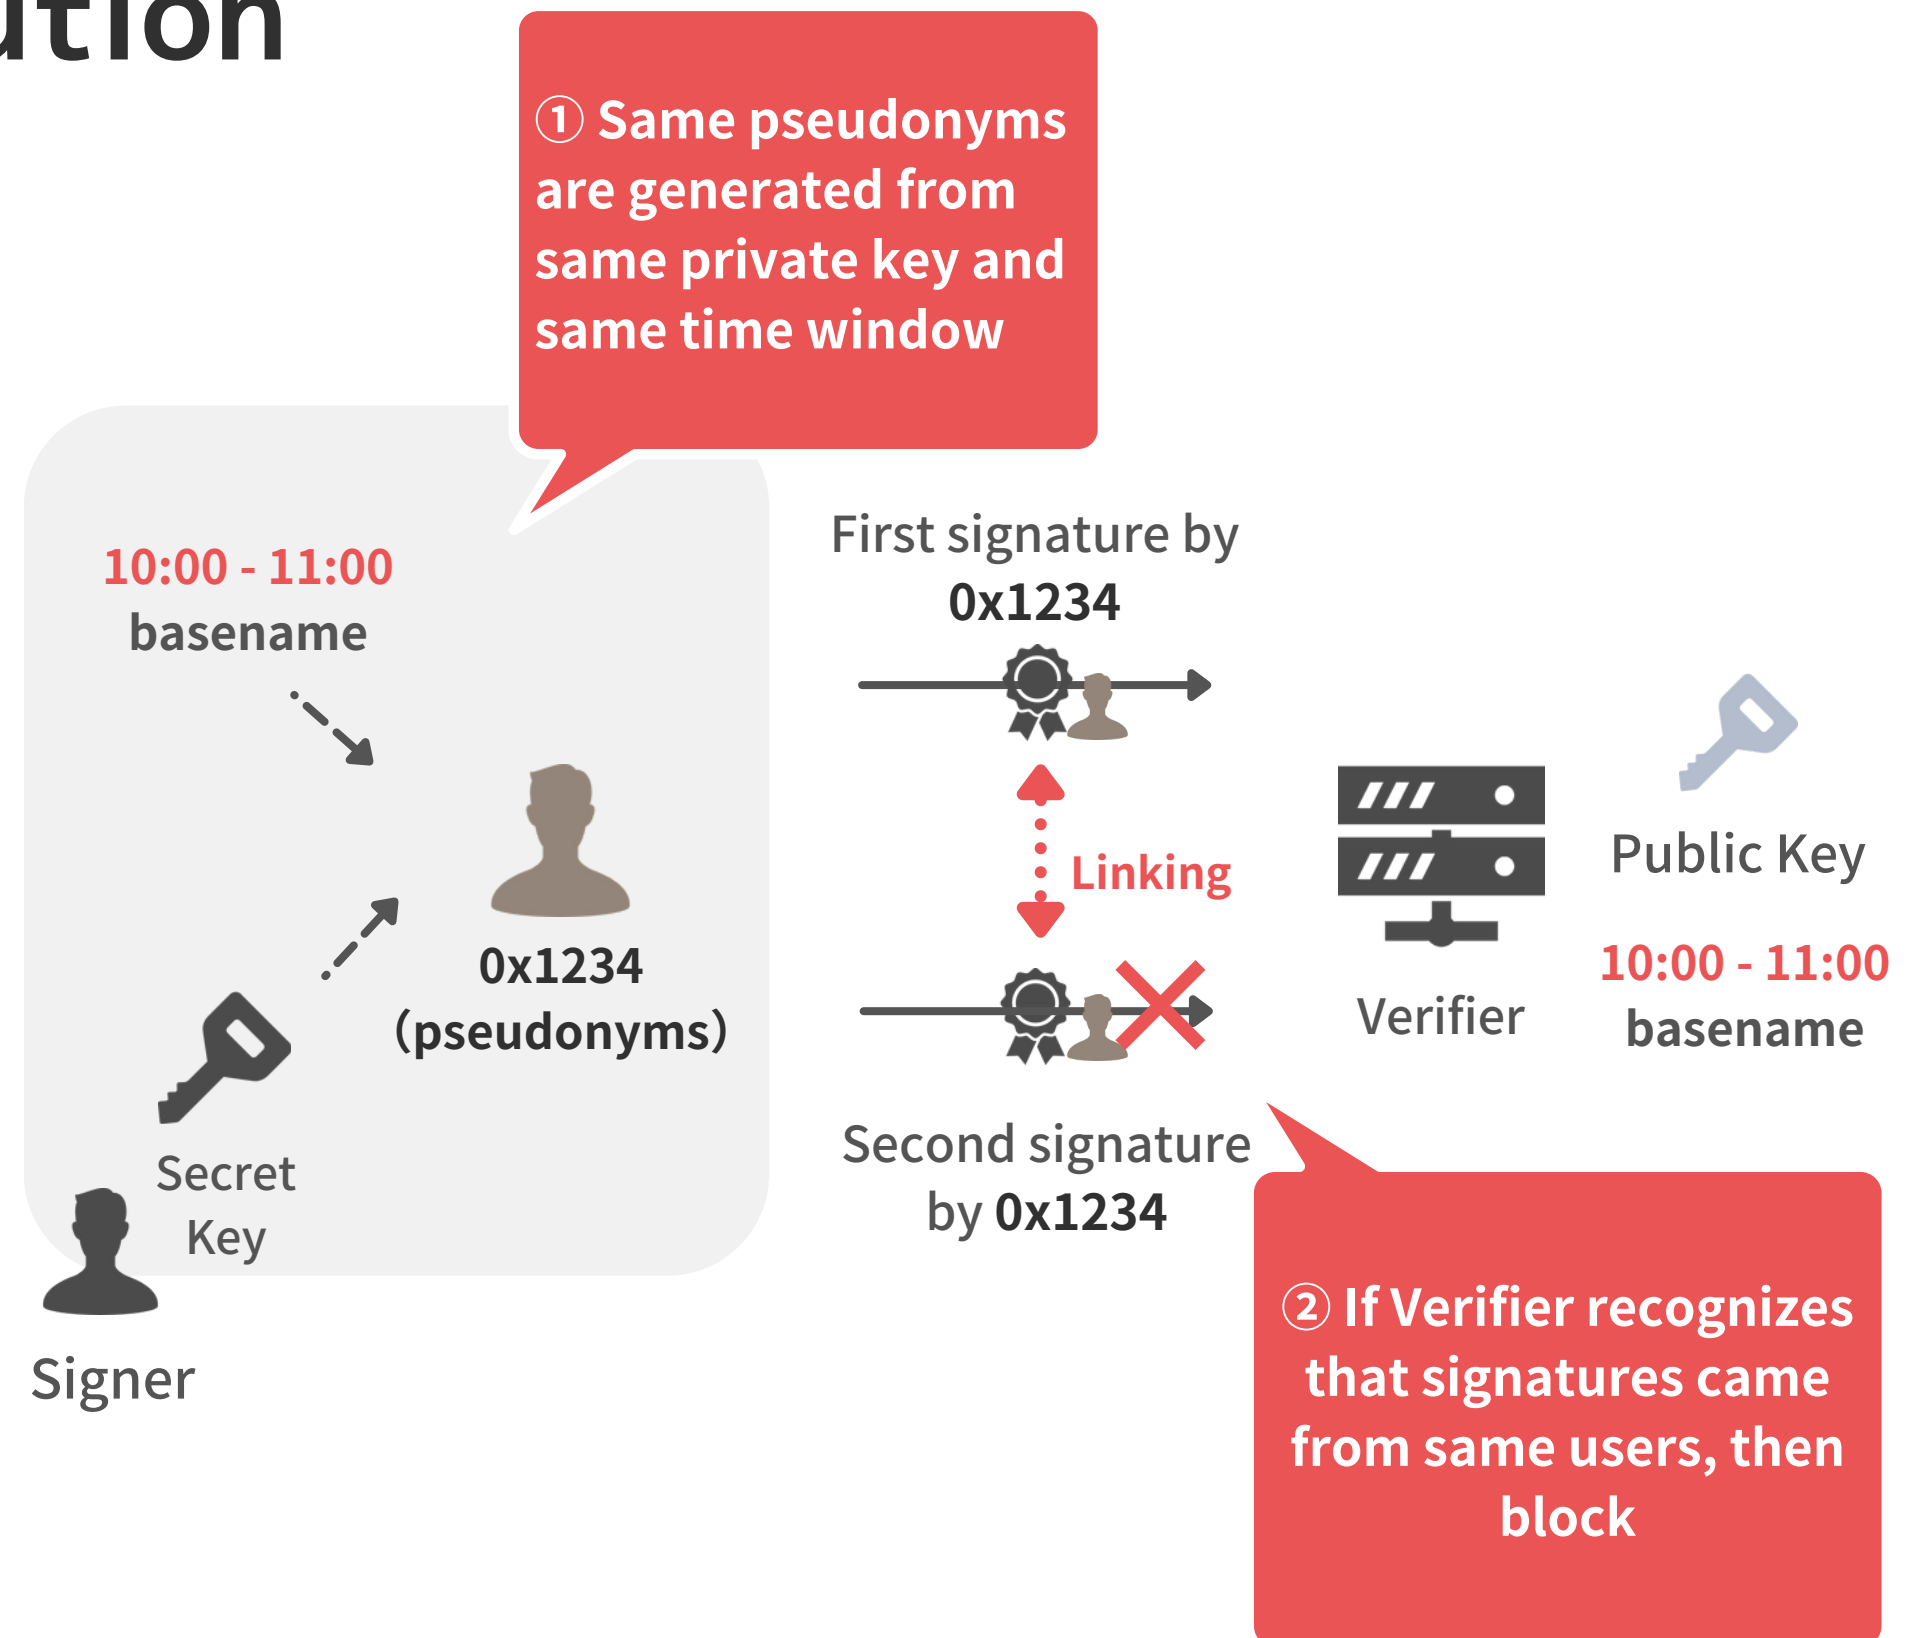 ① Same pseudonyms
are generated from
same private key and
same time window
10:00 - 11:00
basename
0x1234
(pseudonyms)
Secret
Key
Signer
First signature by
0x1234
Linking
Second signature
by 0x1234
Verifier
Public Key
10:00 - 11:00
basename
② If Verifier recognizes
that signatures came
from same users, then
block